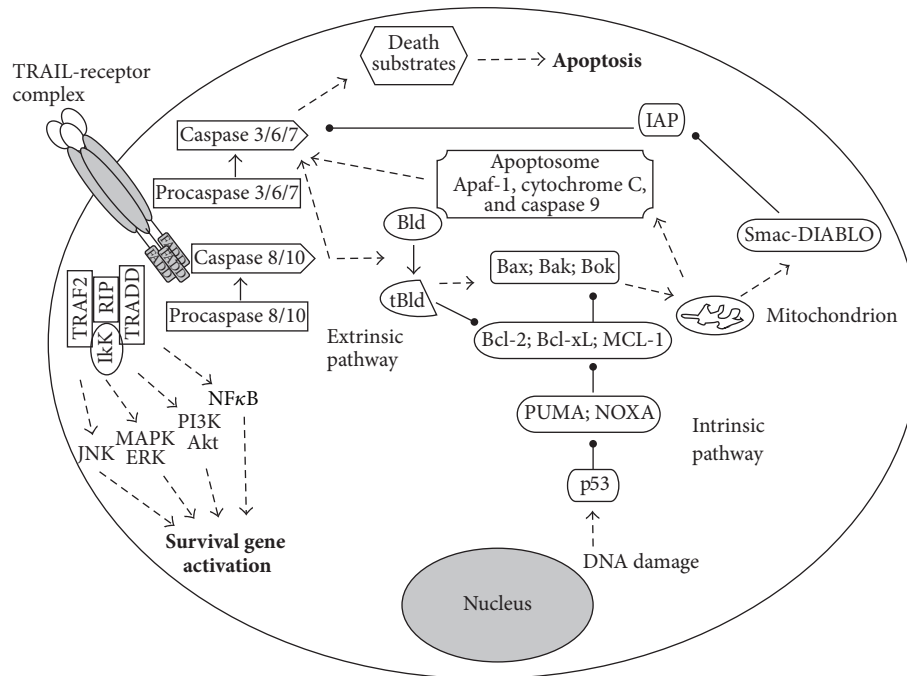 TRAIL-receptor
complex
Death
substrates
Apoptosis
Caspase 3/6/7
IAP
Procaspase 3/6/7
Apoptosome
Apaf-1, cytochrome C,
and caspase 9
Bld
Smac-DIABLO
FADD
Caspase 8/10
Bax; Bak; Bok
tBld
Mitochondrion
TRAF2
RIP
TRADD
IkK
Procaspase 8/10
Extrinsic
pathway
Bcl-2; Bcl-xL; MCL-1
NFκB
PI3K
Akt
MAPK
ERK
JNK
PUMA; NOXA
Intrinsic
pathway
p53
Survival gene
activation
DNA damage
Nucleus